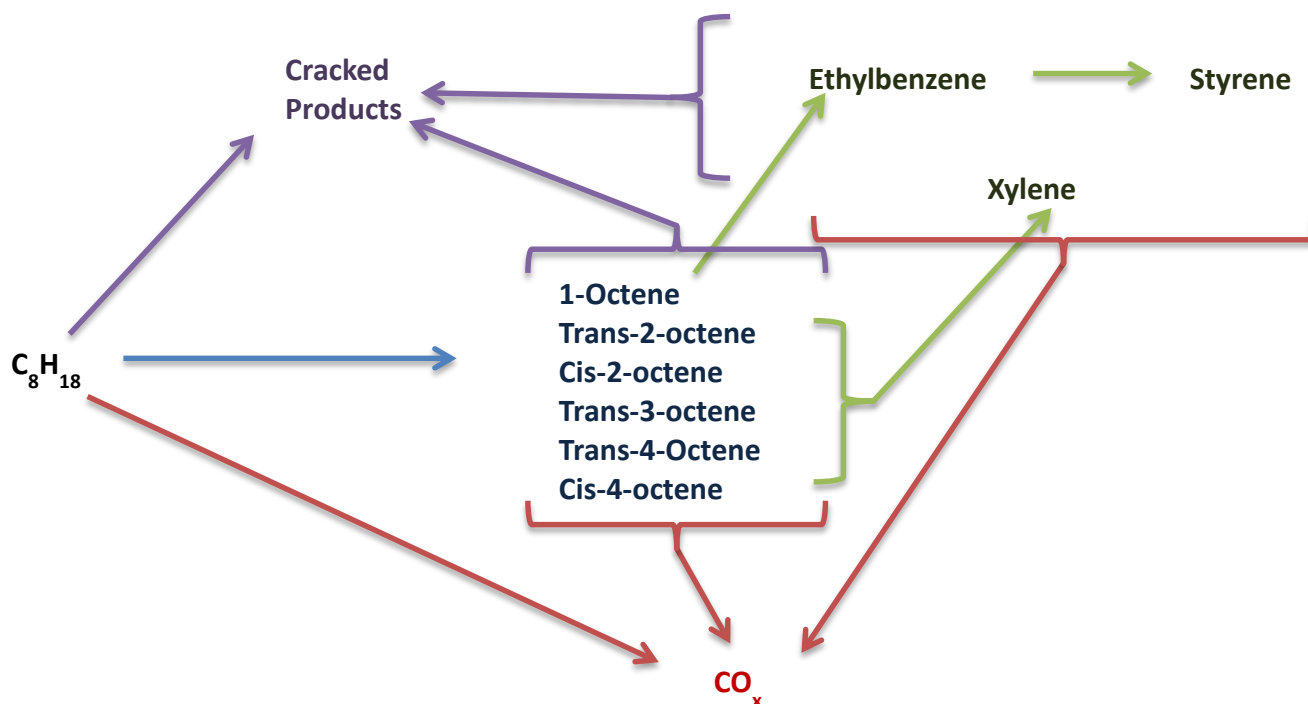 Cracked
Products
Ethylbenzene
Styrene
Xylene
1-Octene
Trans-2-octene
Cis-2-octene
Trans-3-octene
Trans-4-Octene
Cis-4-octene
C8H18
COx